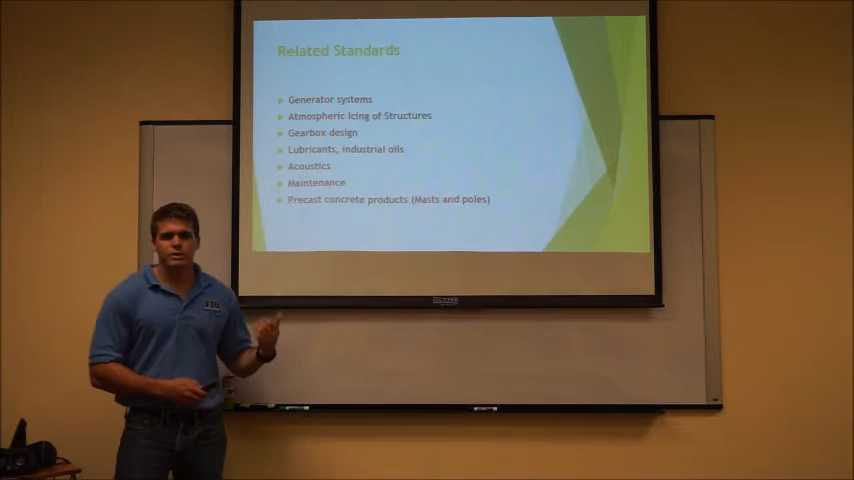 Related Standards
Generator systems
Atmospheric Icing of Structures
Gearbox design
Lubricants, industrial oils
Acoustics
Maintenance
Precast concrete products (Masts and poles)